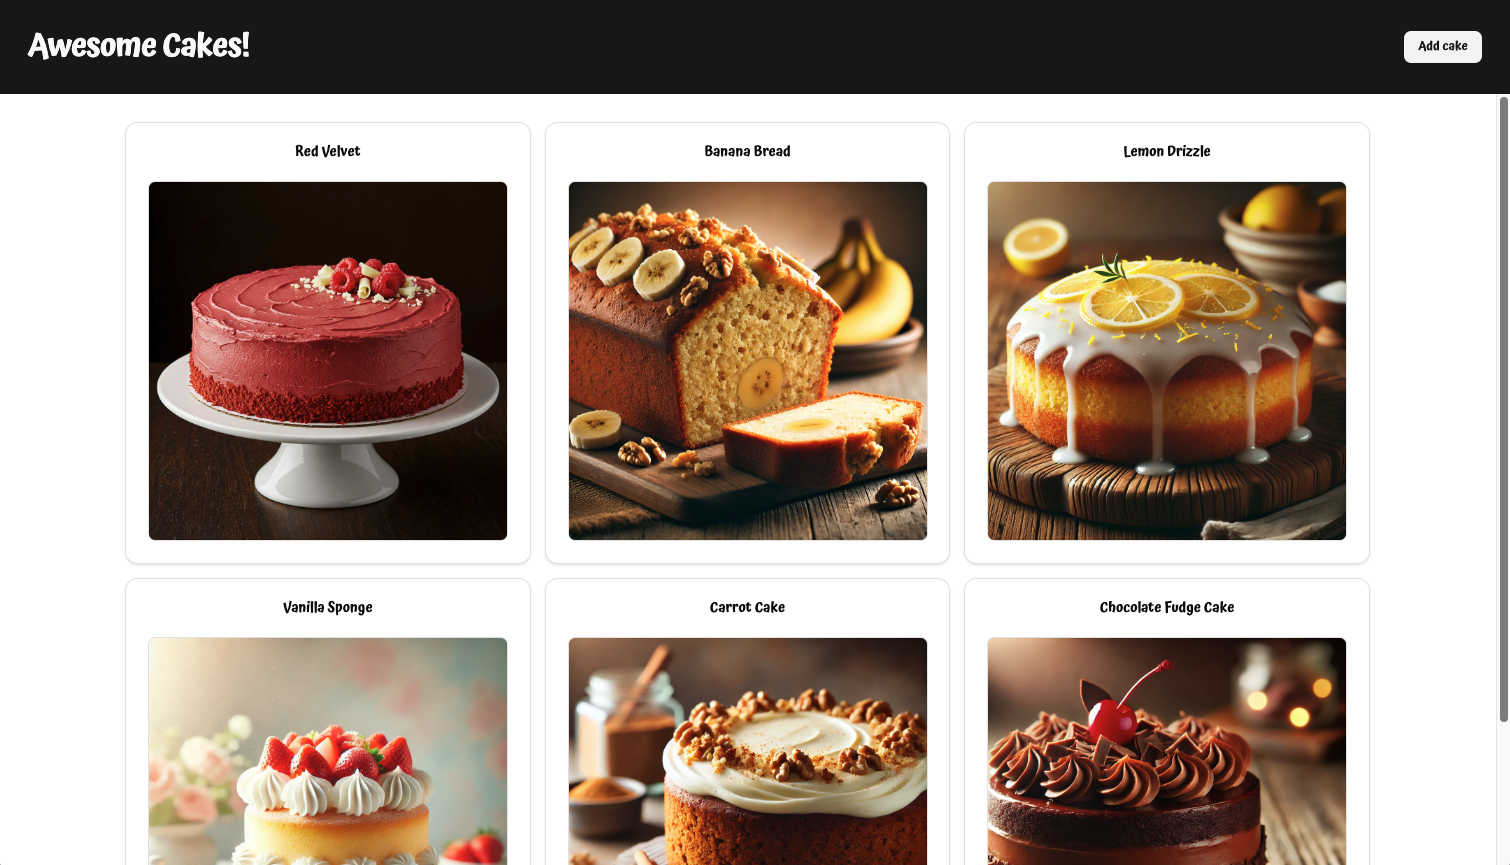 Awesome Cakes!
Add cake
Red Velvet
Banana Bread
Lemon Drizzle
Vanilla Sponge
Carrot Cake
Chocolate Fudge Cake